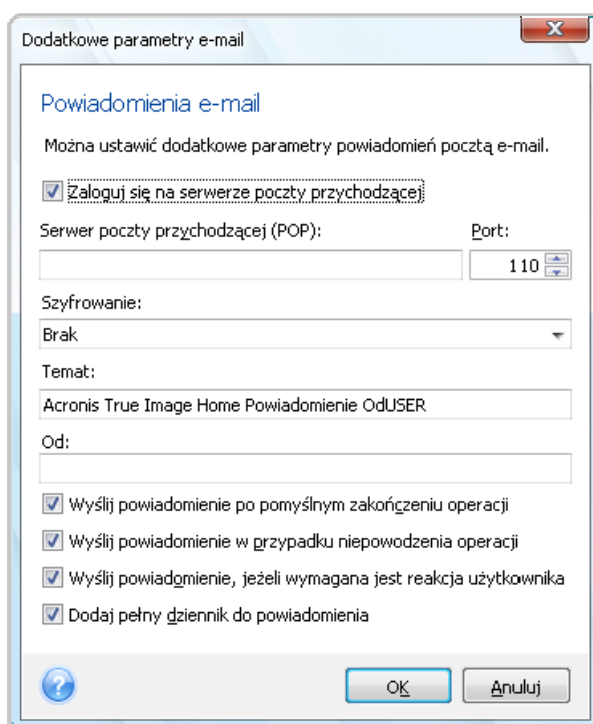 Dodatkowe parametry e-mail
Powiadomienia e-mail
Można ustawić dodatkowe parametry powiadomień pocztą e-mail.
Zaloguj się na serwerze poczty przychodzącej
Serwer poczty przychodzącej (POP):
Port:
110
Szyfrowanie:
Brak
Temat:
Acronis True Image Home Powiadomienie OdUSER
Od:
Wyślij powiadomienie po pomyślnym zakończeniu operacji
Wyślij powiadomienie w przypadku niepowodzenia operacji
Wyślij powiadomienie, jeżeli wymagana jest reakcja użytkownika
Dodaj pełny dziennik do powiadomienia
OK
Anuluj